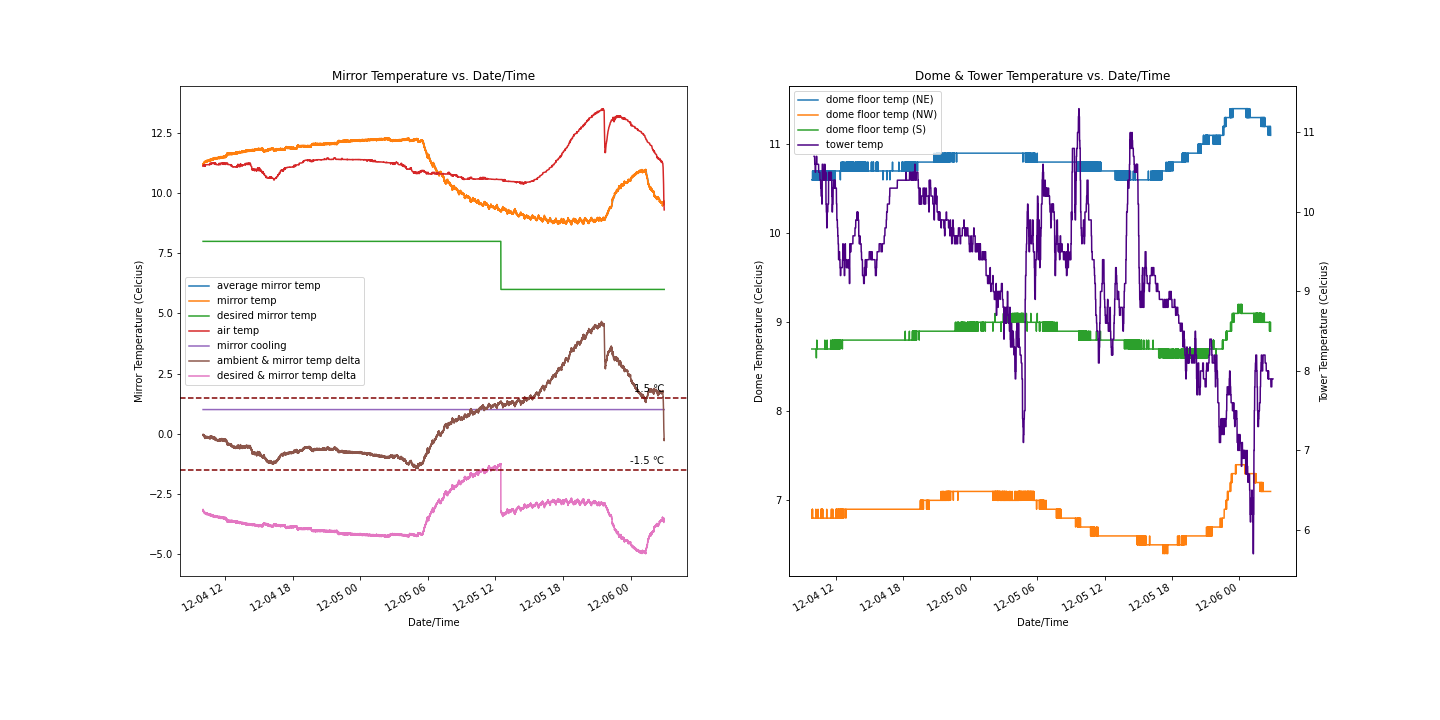 Mirror Temperature vs. Date/Time
12.5
10.0
7.5
5.0
2.5
0.0
−2.5
−5.0
Mirror Temperature (Celcius)
average mirror temp
mirror temp
desired mirror temp
air temp
mirror cooling
ambient & mirror temp delta
desired & mirror temp delta
1.5 °C
-1.5 °C
12-04 12
12-04 18
12-05 00
12-05 06
12-05 12
12-05 18
12-06 00
Date/Time
Dome & Tower Temperature vs. Date/Time
dome floor temp (NE)
dome floor temp (NW)
dome floor temp (S)
tower temp
11
10
9
8
7
Dome Temperature (Celcius)
11
10
9
8
7
6
Tower Temperature (Celcius)
12-04 12
12-04 18
12-05 00
12-05 06
12-05 12
12-05 18
12-06 00
Date/Time